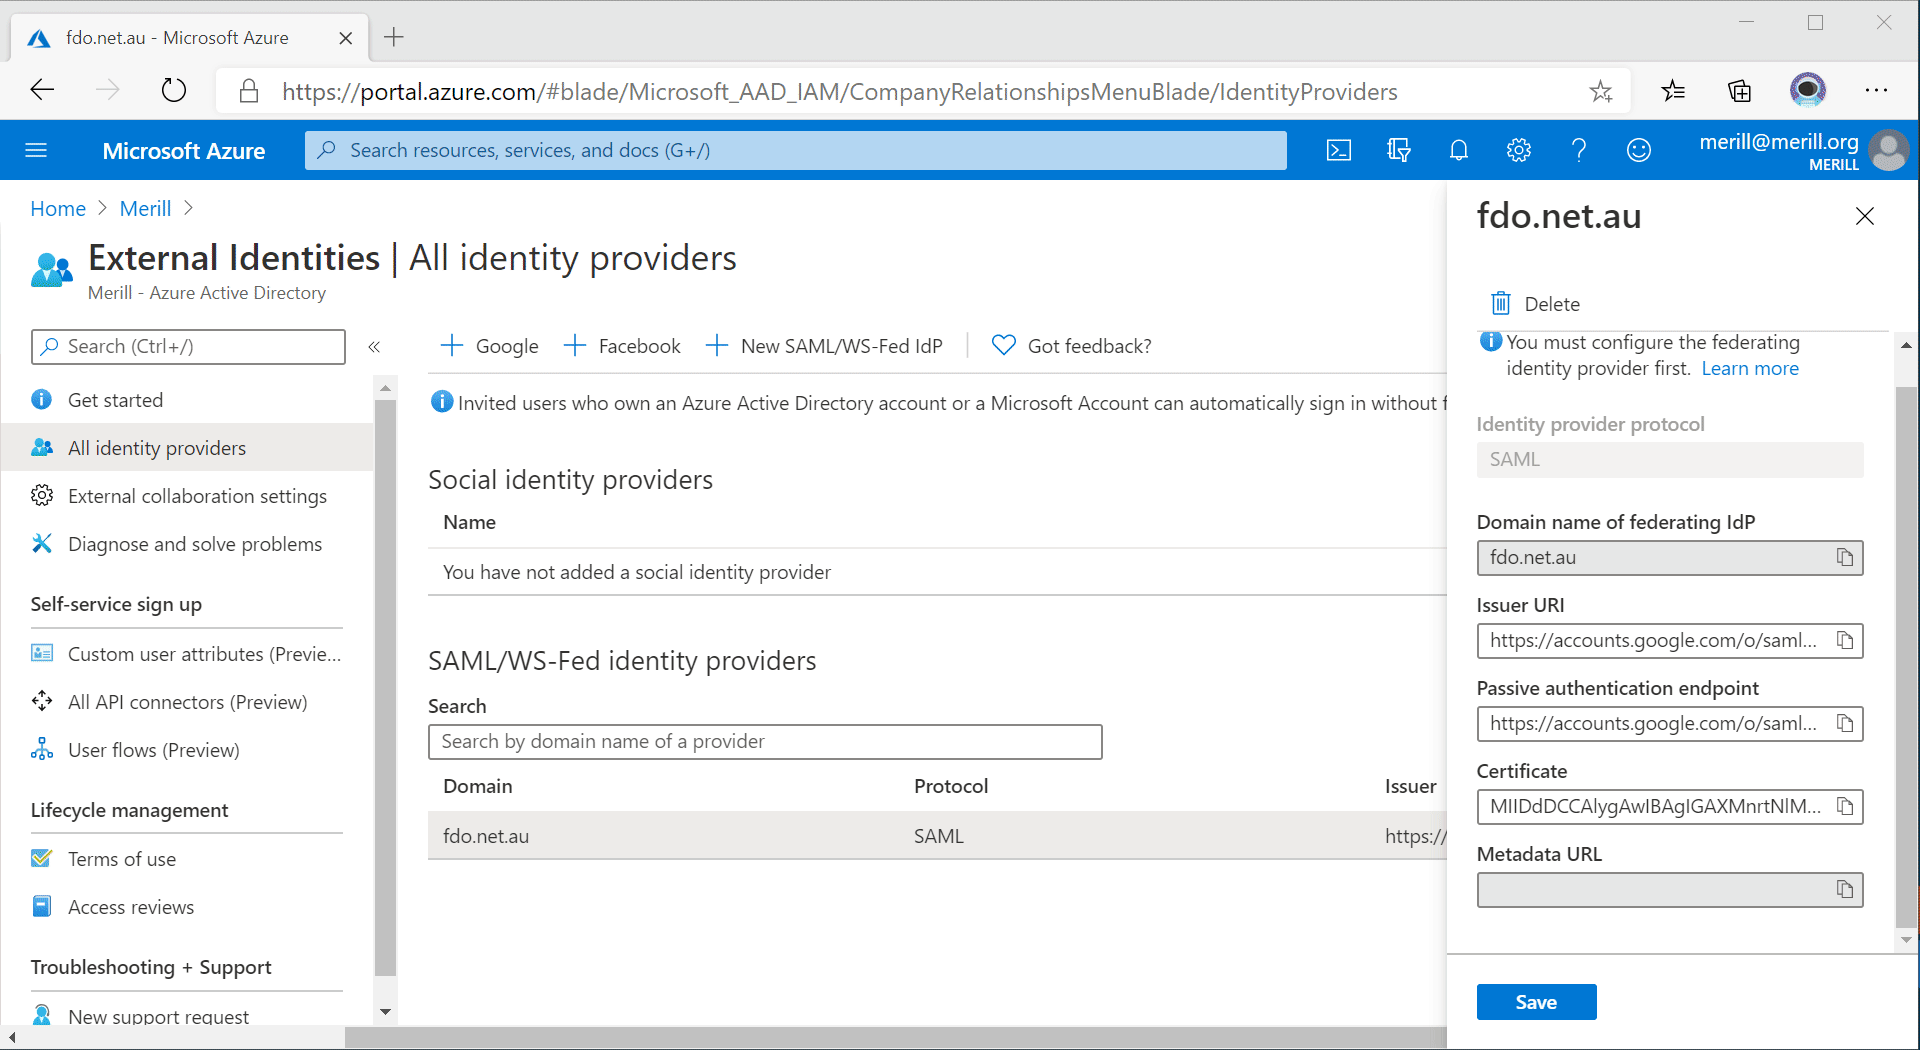 fdo.net.au - Microsoft Azure
https://portal.azure.com/#blade/Microsoft_AAD_IAM/CompanyRelationshipsMenuBlade/IdentityProviders
Microsoft Azure
Search resources, services, and docs (G+/)
merill@merill.org
MERILL
Home > Merill >
External Identities | All identity providers
Merill - Azure Active Directory
Search (Ctrl+/)
Get started
All identity providers
External collaboration settings
Diagnose and solve problems
Self-service sign up
Custom user attributes (Previe...
All API connectors (Preview)
User flows (Preview)
Lifecycle management
Terms of use
Access reviews
Troubleshooting + Support
New support request
Google
Facebook
New SAML/WS-Fed IdP
Got feedback?
Invited users who own an Azure Active Directory account or a Microsoft Account can automatically sign in without f
Social identity providers
Name
You have not added a social identity provider
SAML/WS-Fed identity providers
Search
Search by domain name of a provider
Domain Protocol Issuer
fdo.net.au SAML https://
fdo.net.au
Delete
You must configure the federating
identity provider first. Learn more
Identity provider protocol
SAML
Domain name of federating IdP
fdo.net.au
Issuer URI
https://accounts.google.com/o/saml...
Passive authentication endpoint
https://accounts.google.com/o/saml...
Certificate
MIIDdDCCAlygAwIBAgIGAXMnrtNlM...
Metadata URL
Save